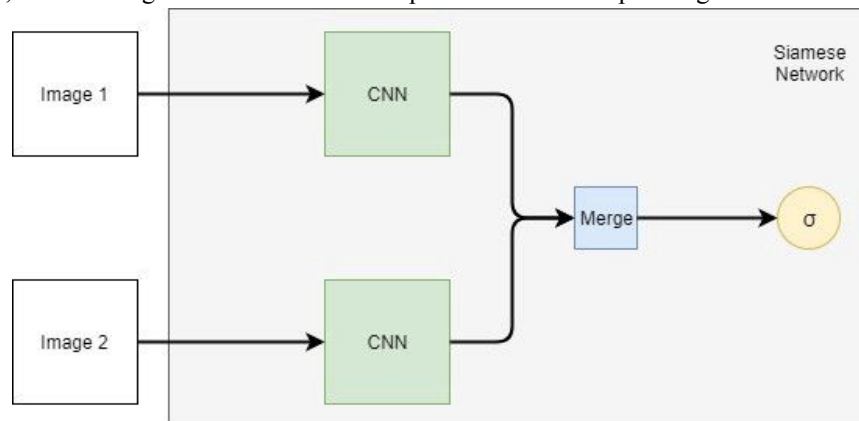 Siamese
Network
Image 1
CNN
Merge
σ
Image 2
CNN